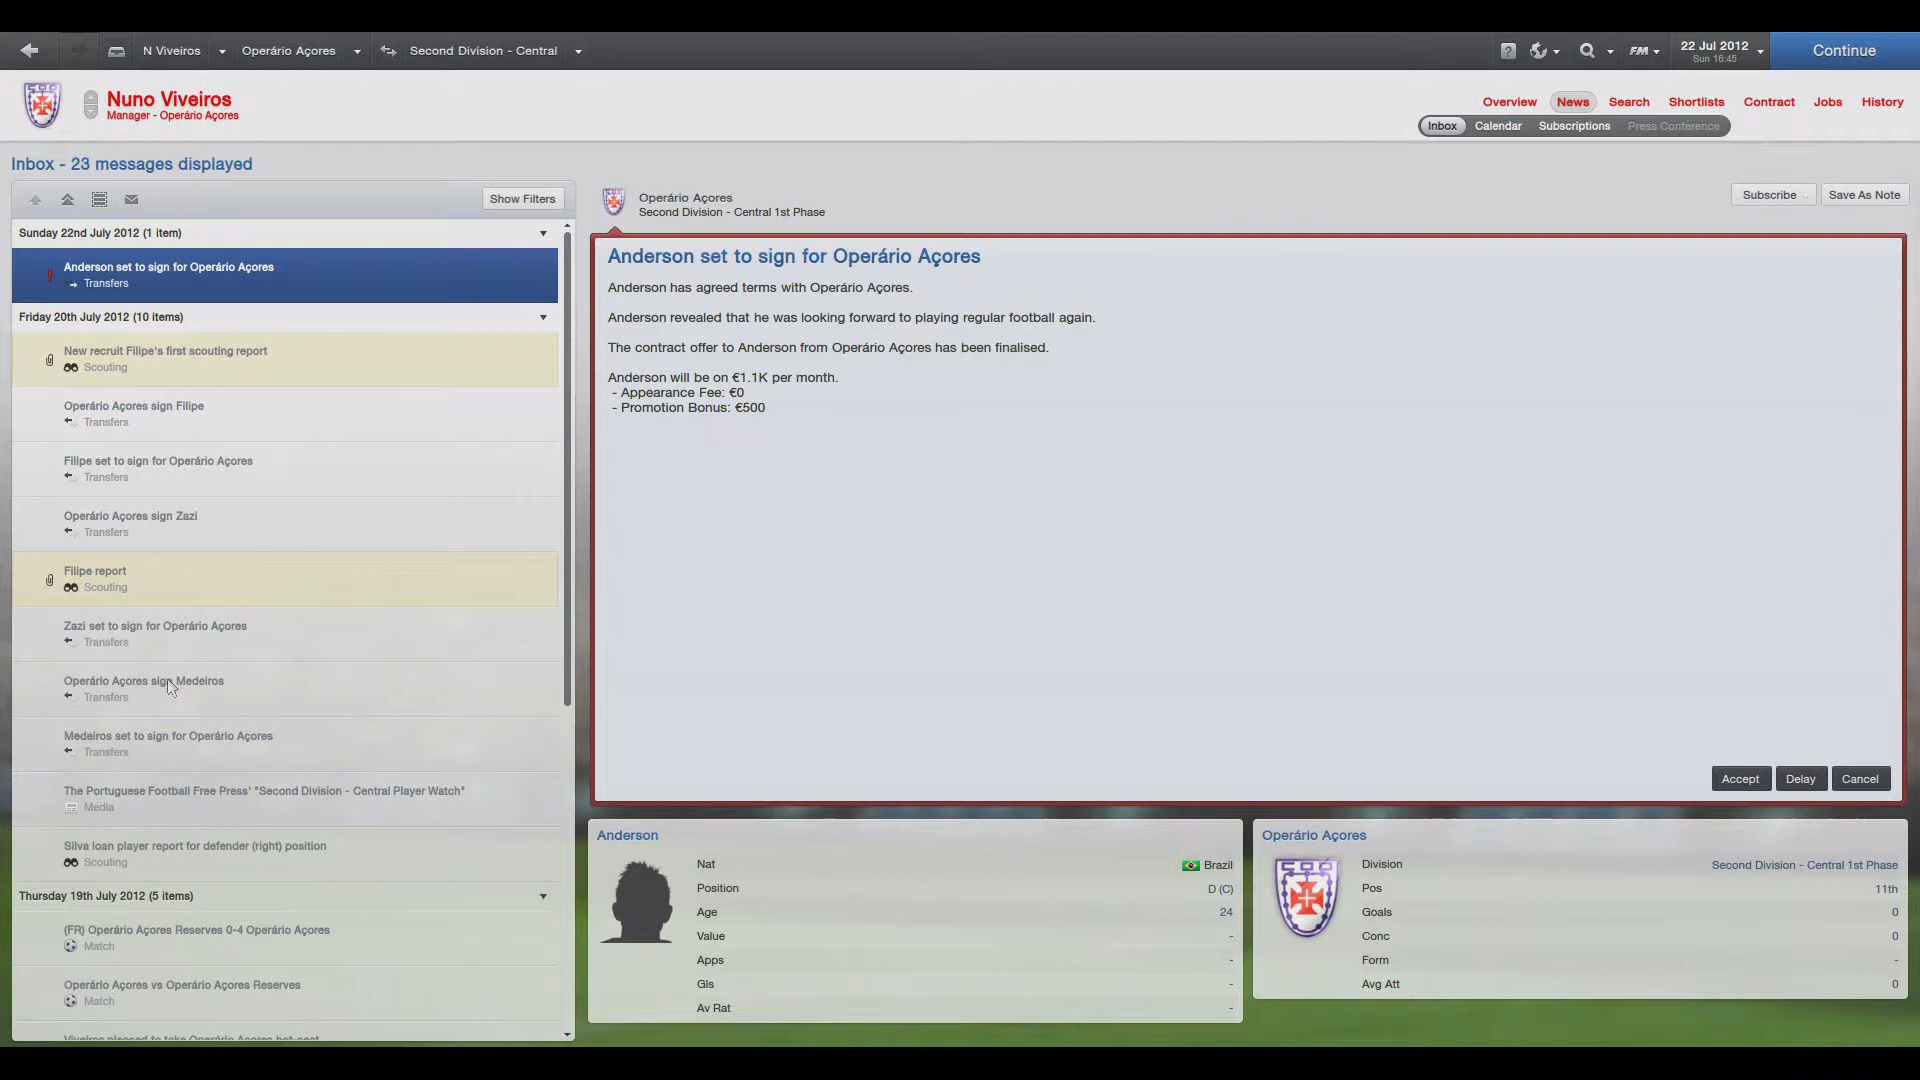 N Viveiros
Operário Açores
Second Division - Central
?
FM
22 Jul 2012
Sun 16:45
Continue
Nuno Viveiros
Manager - Operário Açores
Overview
News
Search
Shortlists
Contract
Jobs
History
Inbox
Calendar
Subscriptions
Press Conference
Inbox - 23 messages displayed
Show Filters
Sunday 22nd July 2012 (1 item)
Anderson set to sign for Operário Açores
Transfers
Friday 20th July 2012 (10 items)
New recruit Filipe's first scouting report
Scouting
Operário Açores sign Filipe
Transfers
Filipe set to sign for Operário Açores
Transfers
Operário Açores sign Zazi
Transfers
Filipe report
Scouting
Zazi set to sign for Operário Açores
Transfers
Operário Açores sign Medeiros
Transfers
Medeiros set to sign for Operário Açores
Transfers
The Portuguese Football Free Press' "Second Division - Central Player Watch"
Media
Silva loan player report for defender (right) position
Scouting
Thursday 19th July 2012 (5 items)
(FR) Operário Açores Reserves 0-4 Operário Açores
Match
Operário Açores vs Operário Açores Reserves
Match
Viveiros pleased to take Operário Açores hot-seat
Operário Açores
Second Division - Central 1st Phase
Subscribe
Save As Note
Anderson set to sign for Operário Açores
Anderson has agreed terms with Operário Açores.
Anderson revealed that he was looking forward to playing regular football again.
The contract offer to Anderson from Operário Açores has been finalised.
Anderson will be on €1.1K per month.
- Appearance Fee: €0
- Promotion Bonus: €500
Accept
Delay
Cancel
Anderson
Nat Brazil
Position D (C)
Age 24
Value -
Apps -
Gls -
Av Rat -
Operário Açores
Division Second Division - Central 1st Phase
Pos 11th
Goals 0
Conc 0
Form -
Avg Att 0